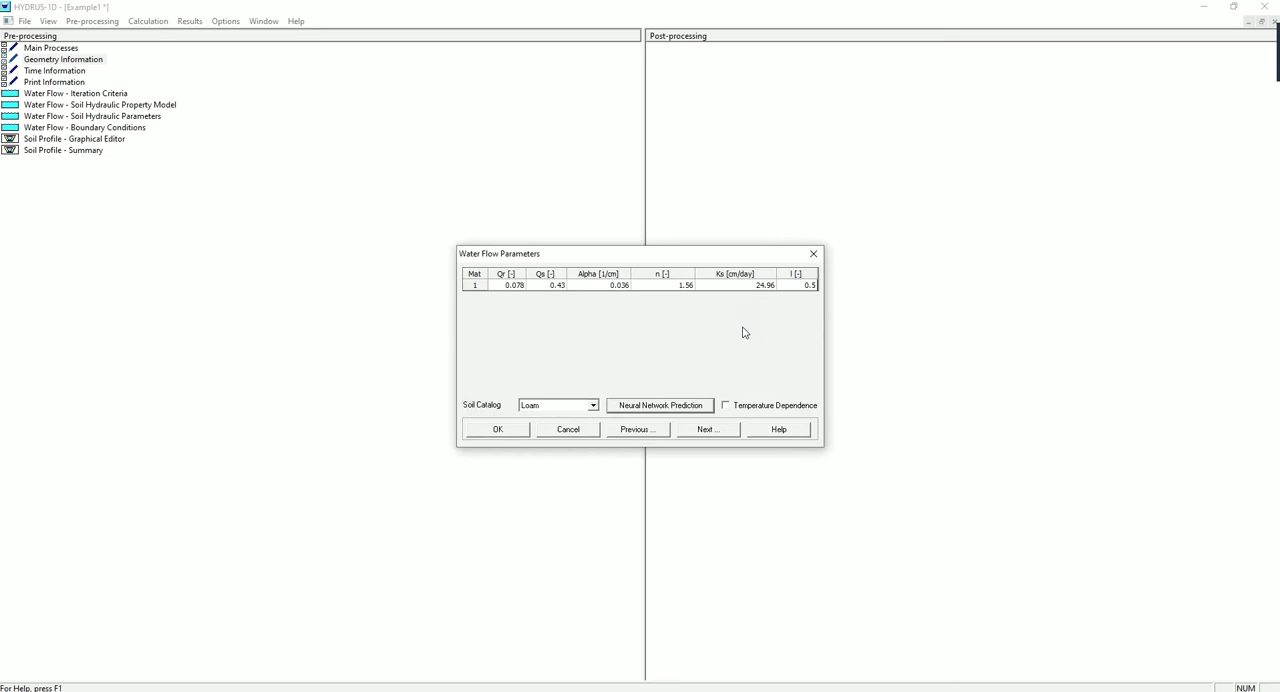 HYDRUS-1D - [Example1 *]
File View Pre-processing Calculation Results Options Window Help
Pre-processing
Post-processing
Main Processes
Geometry Information
Time Information
Print Information
Water Flow - Iteration Criteria
Water Flow - Soil Hydraulic Property Model
Water Flow - Soil Hydraulic Parameters
Water Flow - Boundary Conditions
Soil Profile - Graphical Editor
Soil Profile - Summary
Water Flow Parameters
Mat Qr [-] Qs [-] Alpha [1/cm] n [-] Ks [cm/day] l [-]
1 0.078 0.43 0.036 1.56 24.96 0.5
Soil Catalog Loam Neural Network Prediction Temperature Dependence
OK Cancel Previous ... Next ... Help
For Help, press F1
NUM